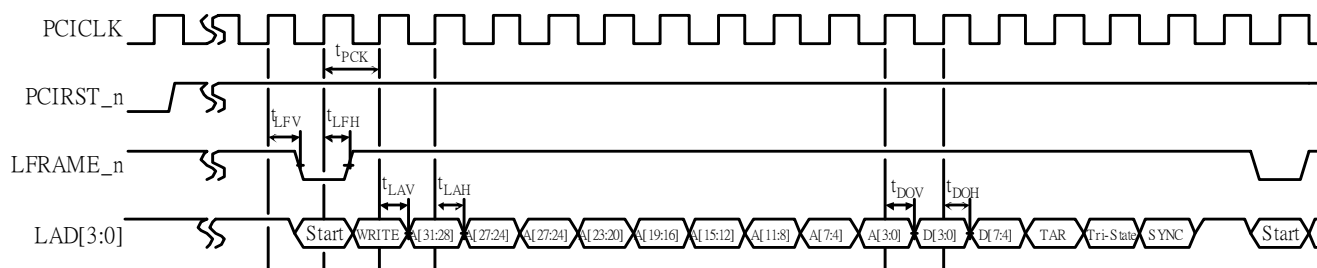 PCICLK
tPCK
PCIRST_n
tLFV tLFH
LFRAME_n
tLAV tLAH tDOV tDOH
LAD[3:0] Start WRITE A[31:28] A[27:24] A[27:24] A[23:20] A[19:16] A[15:12] A[11:8] A[7:4] A[3:0] D[3:0] D[7:4] TAR Tri-State SYNC Start